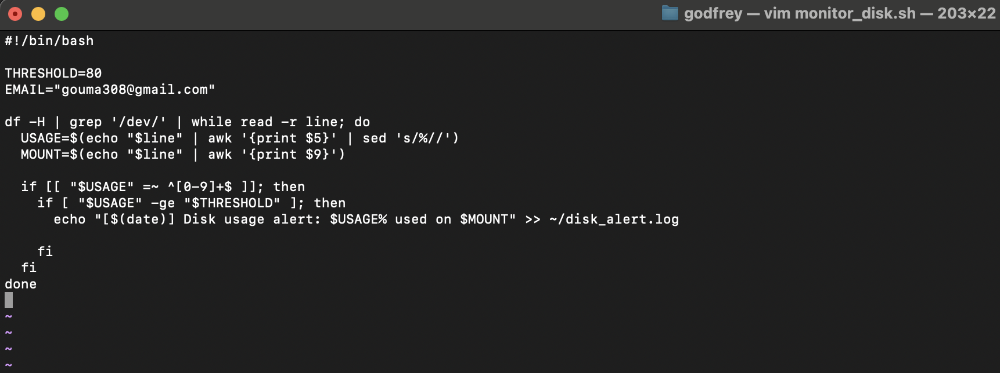 godfrey — vim monitor_disk.sh — 203×22
#!/bin/bash

THRESHOLD=80
EMAIL="gouma308@gmail.com"

df -H | grep '/dev/' | while read -r line; do
  USAGE=$(echo "$line" | awk '{print $5}' | sed 's/%//')
  MOUNT=$(echo "$line" | awk '{print $9}')

  if [[ "$USAGE" =~ ^[0-9]+$ ]]; then
    if [ "$USAGE" -ge "$THRESHOLD" ]; then
      echo "[$(date)] Disk usage alert: $USAGE% used on $MOUNT" >> ~/disk_alert.log

    fi
  fi
done
~
~
~
~